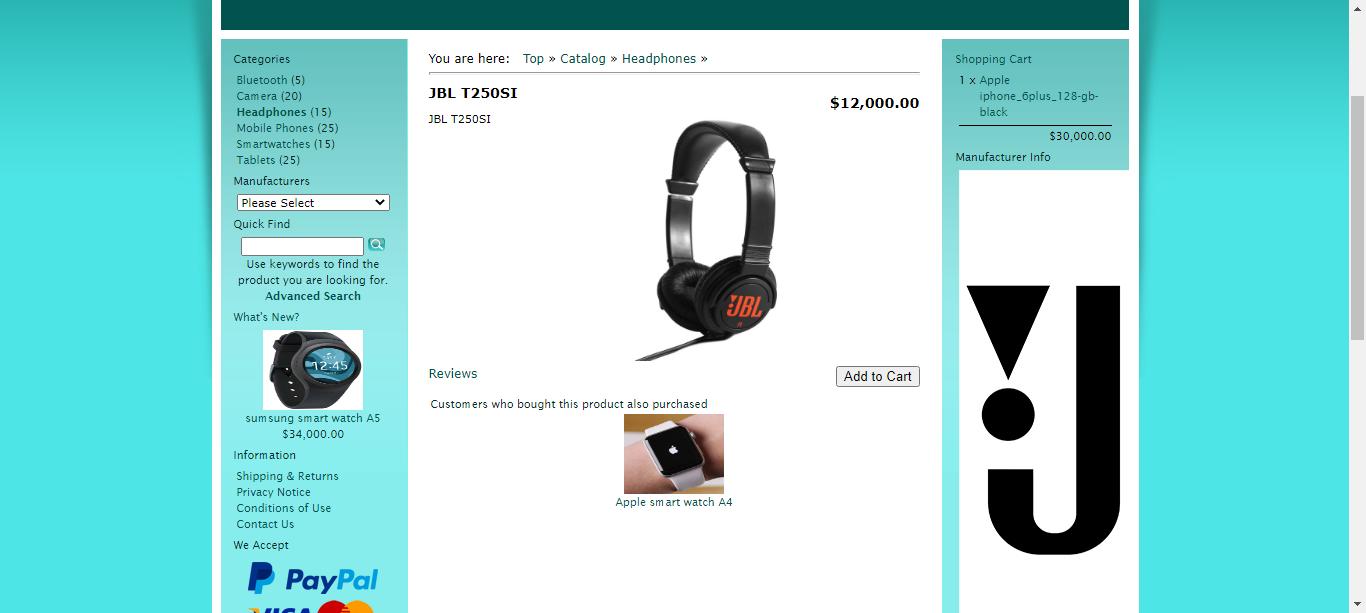 Categories
Bluetooth (5)
Camera (20)
Headphones (15)
Mobile Phones (25)
Smartwatches (15)
Tablets (25)
Manufacturers
Please Select
Quick Find
Use keywords to find the
product you are looking for.
Advanced Search
What's New?
12:45
sumsung smart watch A5
$34,000.00
Information
Shipping & Returns
Privacy Notice
Conditions of Use
Contact Us
We Accept
PayPal
VISA
You are here: Top » Catalog » Headphones »
JBL T250SI
$12,000.00
JBL T250SI
JBL
Reviews
Add to Cart
Customers who bought this product also purchased
Apple smart watch A4
Shopping Cart
1 x Apple
iphone_6plus_128-gb-
black
$30,000.00
Manufacturer Info
J